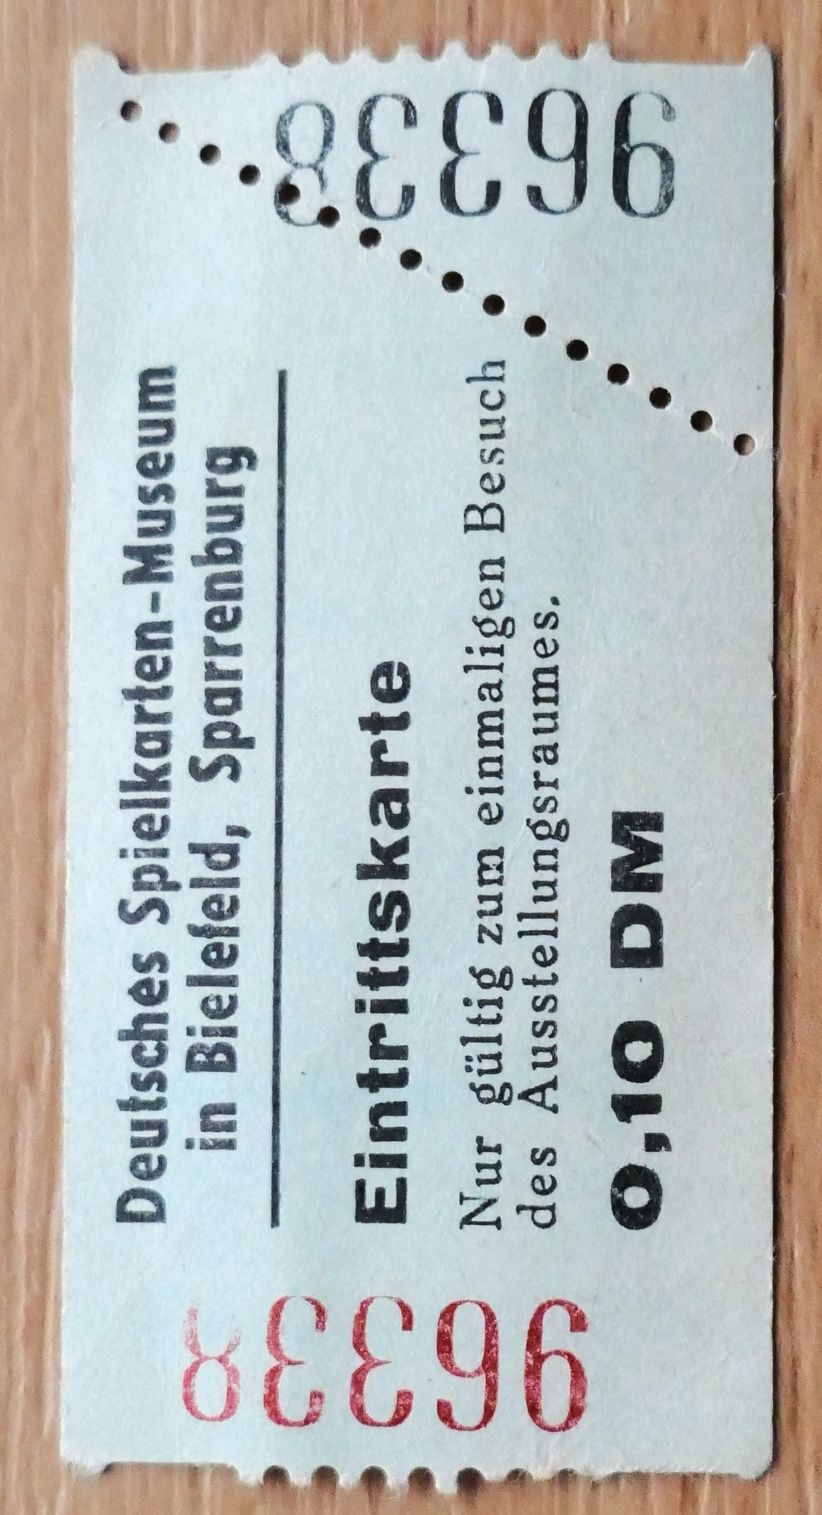 96338
Deutsches Spielkarten-Museum
in Bielefeld, Sparrenburg
Eintrittskarte
Nur gültig zum einmaligen Besuch
des Ausstellungsraumes.
0,10 DM
96338